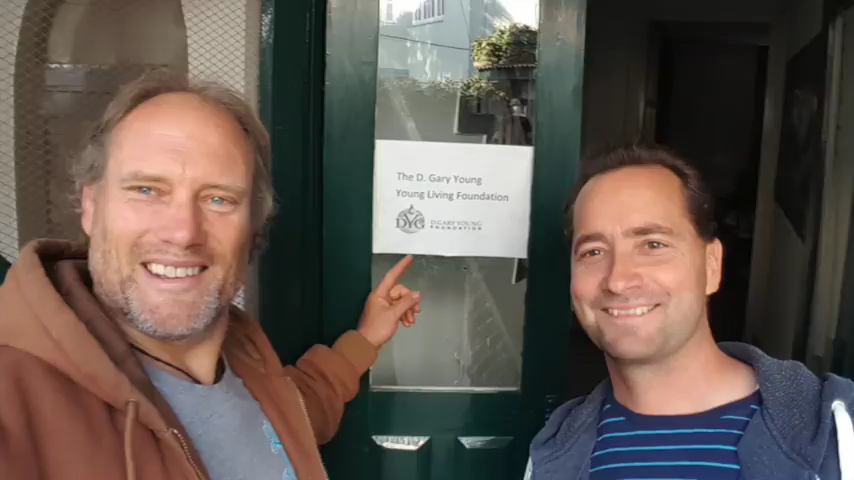 The D. Gary Young
Young Living Foundation
DYG
D.GARY YOUNG
FOUNDATION